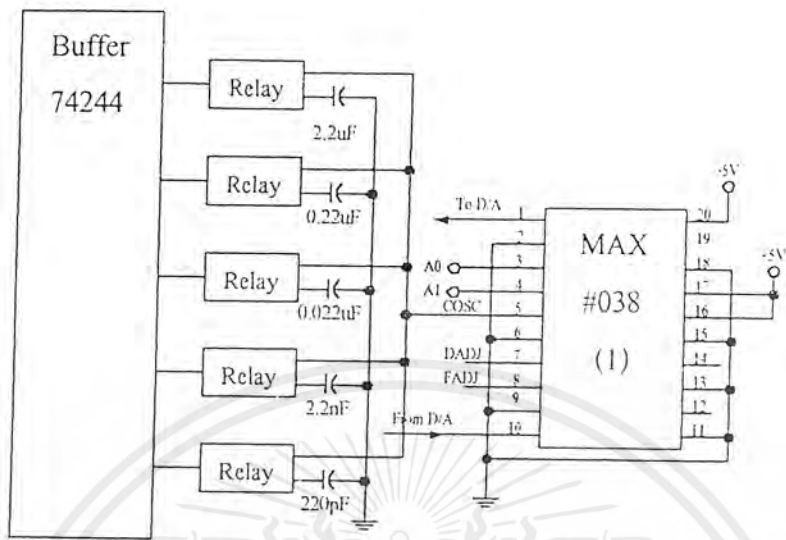 Buffer
74244
Relay
2.2uF
Relay
0.22uF
Relay
0.022uF
Relay
2.2nF
Relay
220pF
To D/A
A0
A1
COSC
DADJ
FADJ
From D/A
1
2
3
4
5
6
7
8
9
10
MAX
#038
(1)
20
19
18
17
16
15
14
13
12
11
-5V
-5V